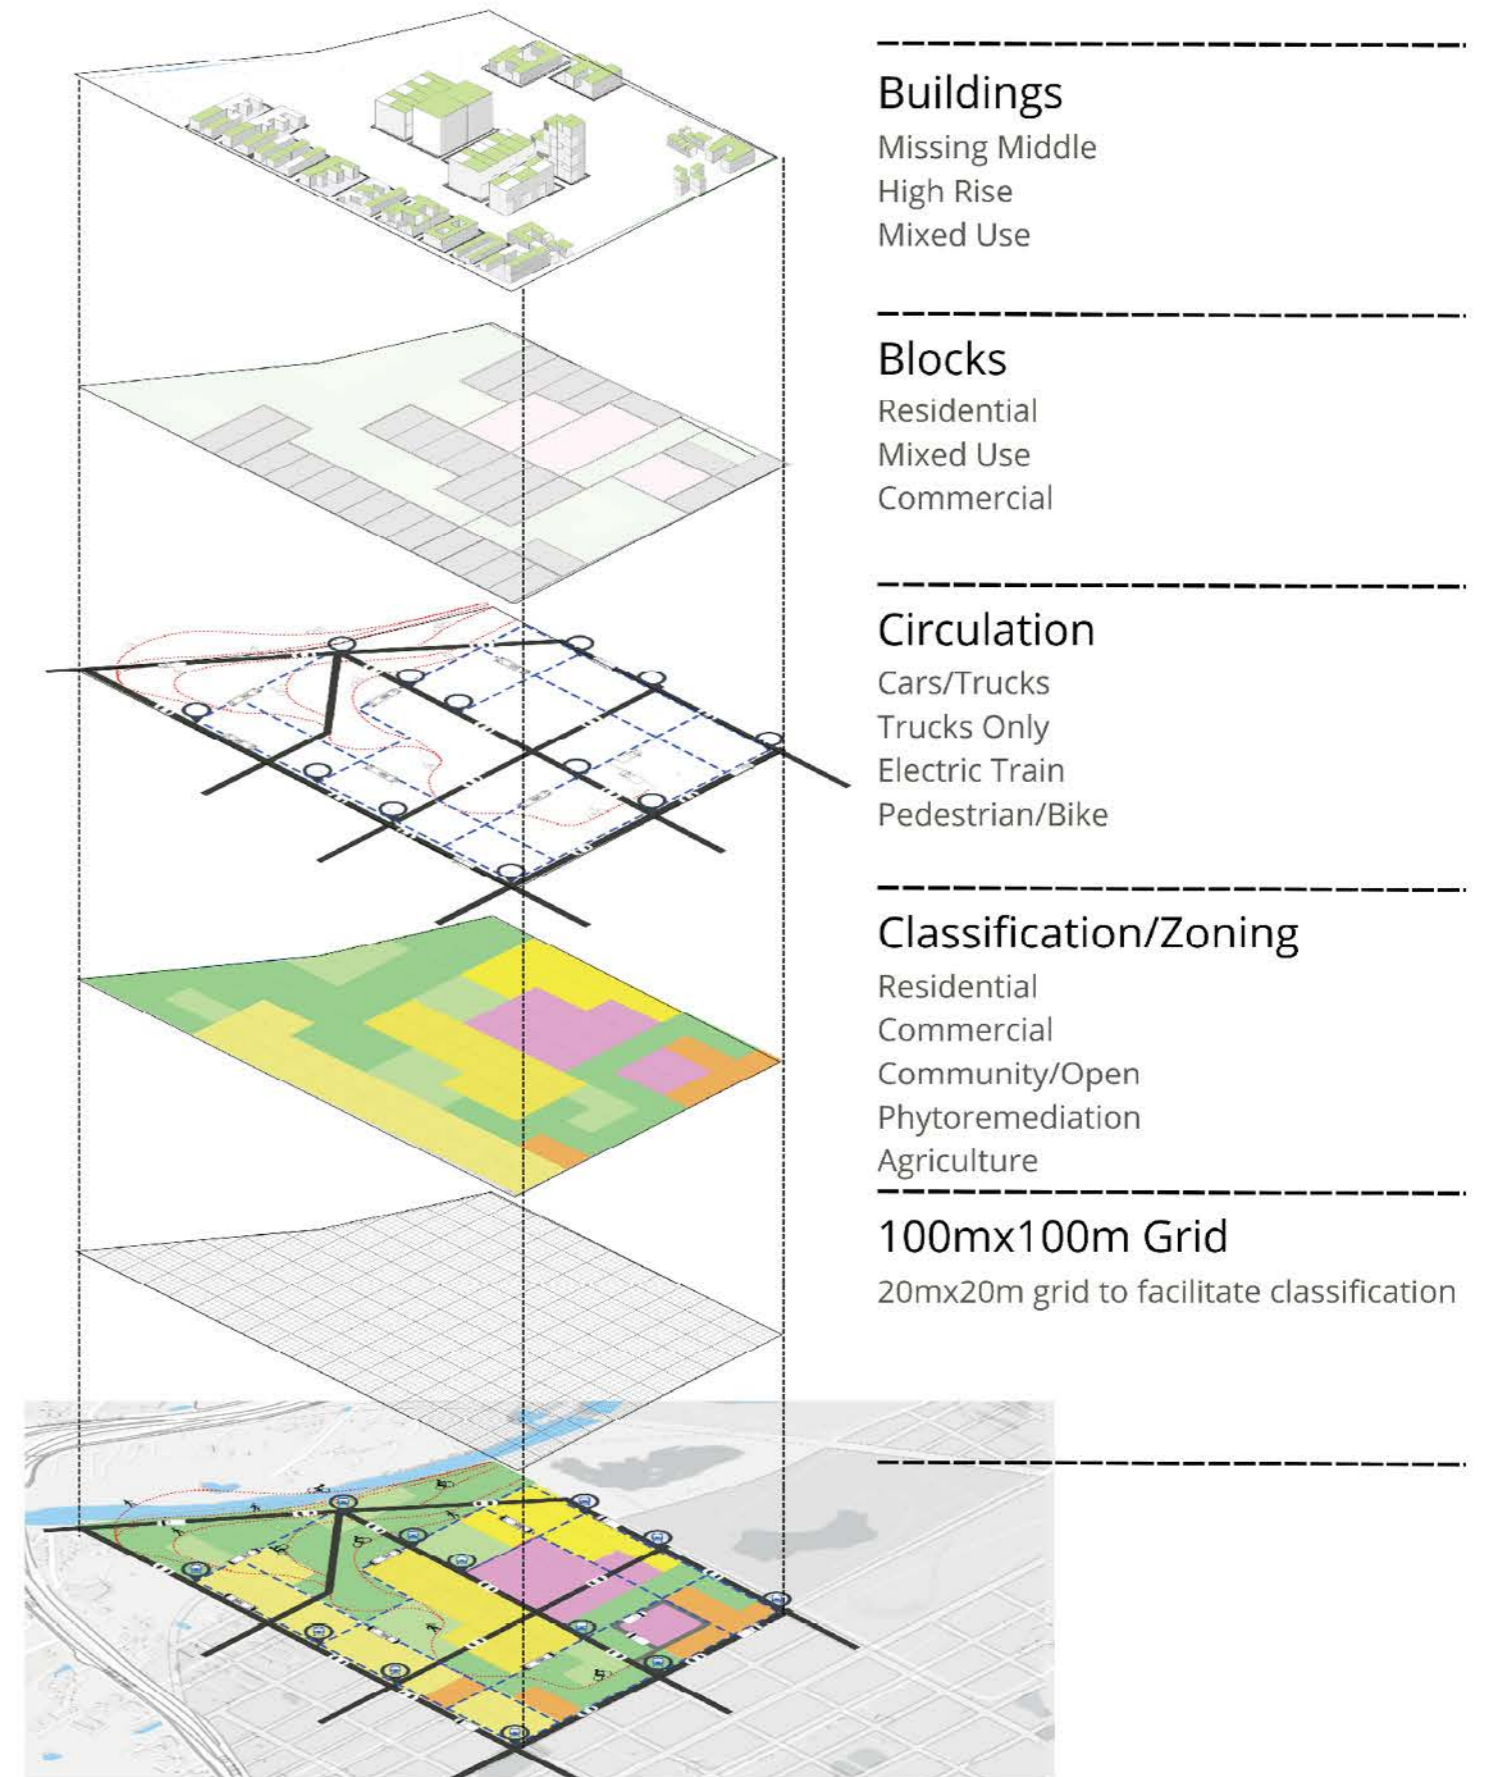 Buildings
Missing Middle
High Rise
Mixed Use
Blocks
Residential
Mixed Use
Commercial
Circulation
Cars/Trucks
Trucks Only
Electric Train
Pedestrian/Bike
Classification/Zoning
Residential
Commercial
Community/Open
Phytoremediation
Agriculture
100mx100m Grid
20mx20m grid to facilitate classification